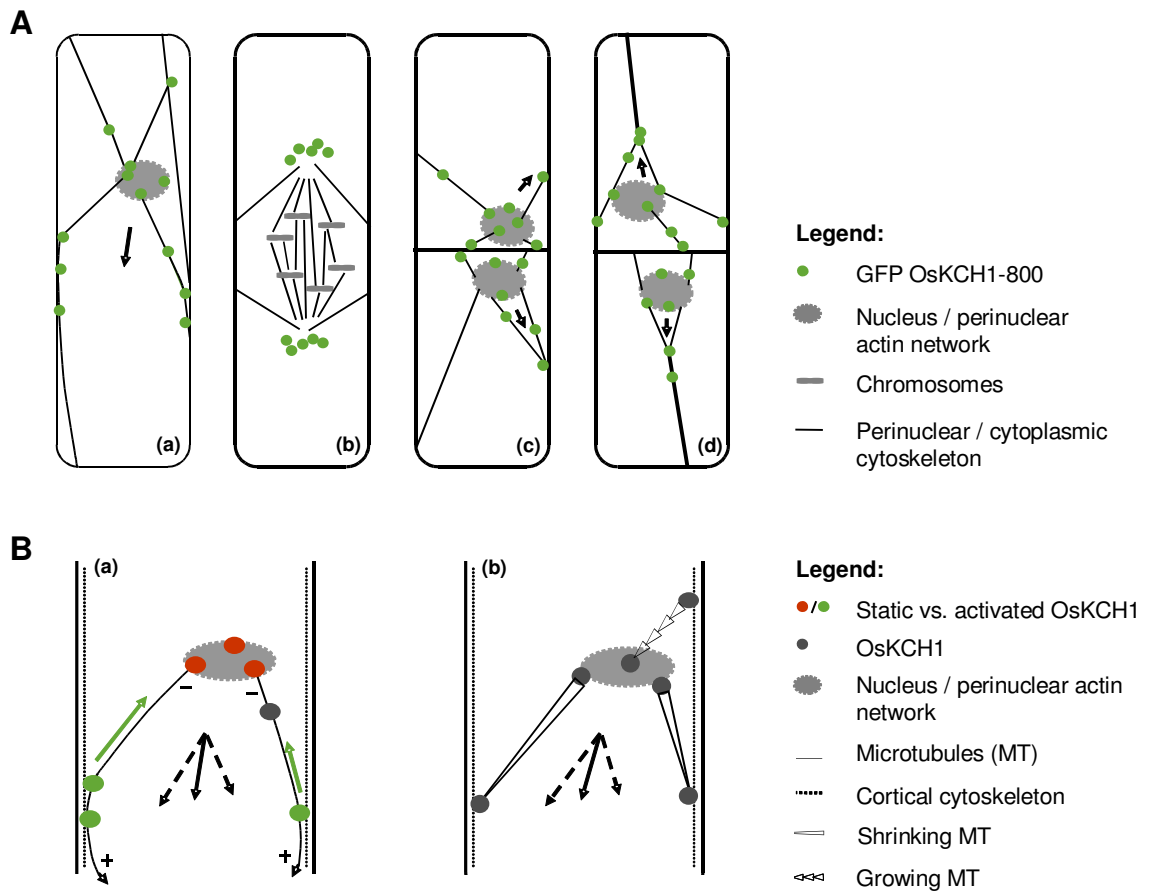 A
(a)
(b)
(c)
(d)
Legend:
GFP OsKCH1-800
Nucleus / perinuclear
actin network
Chromosomes
Perinuclear / cytoplasmic
cytoskeleton
B
(a)
(b)
−
−
+
+
Legend:
/
Static vs. activated OsKCH1
OsKCH1
Nucleus / perinuclear actin
network
Microtubules (MT)
Cortical cytoskeleton
Shrinking MT
Growing MT